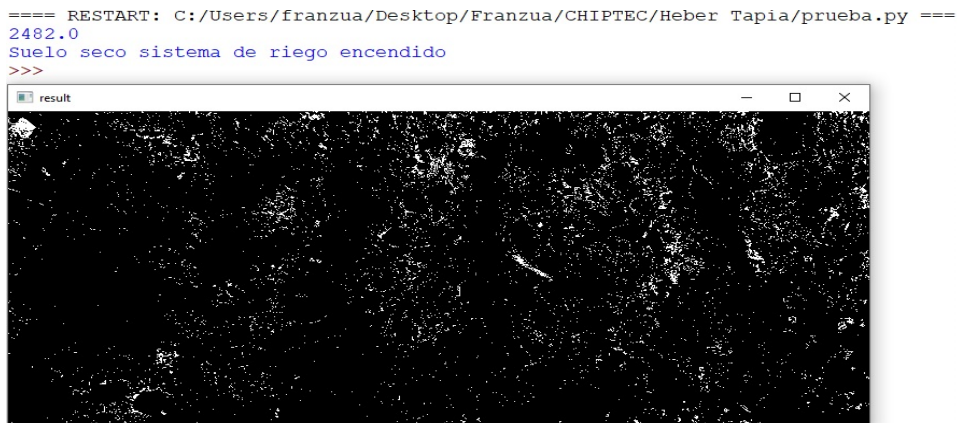 ==== RESTART: C:/Users/franzua/Desktop/Franzua/CHIPTEC/Heber Tapia/prueba.py ===
2482.0
Suelo seco sistema de riego encendido
>>>
result